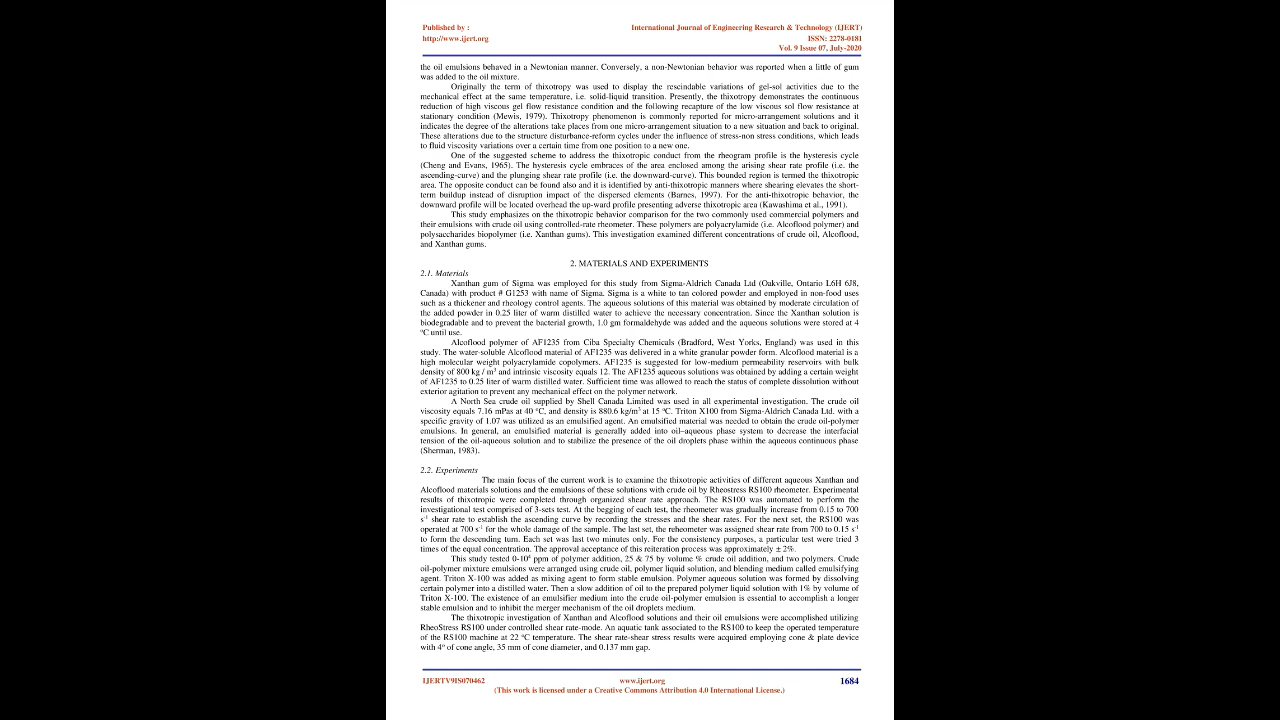 Published by :
International Journal of Engineering Research & Technology (IJERT)
http://www.ijert.org
ISSN: 2278-0181
Vol. 9 Issue 07, July-2020
the oil emulsions behaved in a Newtonian manner. Conversely, a non-Newtonian behavior was reported when a little of gum
was added to the oil mixture.
Originally the term of thixotropy was used to display the rescindable variations of gel-sol activities due to the
mechanical effect at the same temperature, i.e. solid-liquid transition. Presently, the thixotropy demonstrates the continuous
reduction of high viscous gel flow resistance condition and the following recapture of the low viscous sol flow resistance at
stationary condition (Mewis, 1979). Thixotropy phenomenon is commonly reported for micro-arrangement solutions and it
indicates the degree of the alterations take places from one micro-arrangement situation to a new situation and back to original.
These alterations due to the structure disturbance-reform cycles under the influence of stress-non stress conditions, which leads
to fluid viscosity variations over a certain time from one position to a new one.
One of the suggested scheme to address the thixotropic conduct from the rheogram profile is the hysteresis cycle
(Cheng and Evans, 1965). The hysteresis cycle embraces of the area enclosed among the arising shear rate profile (i.e. the
ascending-curve) and the plunging shear rate profile (i.e. the downward-curve). This bounded region is termed the thixotropic
area. The opposite conduct can be found also and it is identified by anti-thixotropic manners where shearing elevates the short-
term buildup instead of disruption impact of the dispersed elements (Barnes, 1997). For the anti-thixotropic behavior, the
downward profile will be located overhead the up-ward profile presenting adverse thixotropic area (Kawashima et al., 1991).
This study emphasizes on the thixotropic behavior comparison for the two commonly used commercial polymers and
their emulsions with crude oil using controlled-rate rheometer. These polymers are polyacrylamide (i.e. Alcoflood polymer) and
polysaccharides biopolymer (i.e. Xanthan gums). This investigation examined different concentrations of crude oil, Alcoflood,
and Xanthan gums.
2. MATERIALS AND EXPERIMENTS
2.1. Materials
Xanthan gum of Sigma was employed for this study from Sigma-Aldrich Canada Ltd (Oakville, Ontario L6H 6J8,
Canada) with product # G1253 with name of Sigma. Sigma is a white to tan colored powder and employed in non-food uses
such as a thickener and rheology control agents. The aqueous solutions of this material was obtained by moderate circulation of
the added powder in 0.25 liter of warm distilled water to achieve the necessary concentration. Since the Xanthan solution is
biodegradable and to prevent the bacterial growth, 1.0 gm formaldehyde was added and the aqueous solutions were stored at 4
°C until use.
Alcoflood polymer of AF1235 from Ciba Specialty Chemicals (Bradford, West Yorks, England) was used in this
study. The water-soluble Alcoflood material of AF1235 was delivered in a white granular powder form. Alcoflood material is a
high molecular weight polyacrylamide copolymers. AF1235 is suggested for low-medium permeability reservoirs with bulk
density of 800 kg / m³ and intrinsic viscosity equals 12. The AF1235 aqueous solutions was obtained by adding a certain weight
of AF1235 to 0.25 liter of warm distilled water. Sufficient time was allowed to reach the status of complete dissolution without
exterior agitation to prevent any mechanical effect on the polymer network.
A North Sea crude oil supplied by Shell Canada Limited was used in all experimental investigation. The crude oil
viscosity equals 7.16 mPas at 40 °C, and density is 880.6 kg/m³ at 15 °C. Triton X100 from Sigma-Aldrich Canada Ltd. with a
specific gravity of 1.07 was utilized as an emulsified agent. An emulsified material was needed to obtain the crude oil-polymer
emulsions. In general, an emulsified material is generally added into oil–aqueous phase system to decrease the interfacial
tension of the oil-aqueous solution and to stabilize the presence of the oil droplets phase within the aqueous continuous phase
(Sherman, 1983).
2.2. Experiments
The main focus of the current work is to examine the thixotropic activities of different aqueous Xanthan and
Alcoflood materials solutions and the emulsions of these solutions with crude oil by Rheostress RS100 rheometer. Experimental
results of thixotropic were completed through organized shear rate approach. The RS100 was automated to perform the
investigational test comprised of 3-sets test. At the begging of each test, the rheometer was gradually increase from 0.15 to 700
s⁻¹ shear rate to establish the ascending curve by recording the stresses and the shear rates. For the next set, the RS100 was
operated at 700 s⁻¹ for the whole damage of the sample. The last set, the reheometer was assigned shear rate from 700 to 0.15 s⁻¹
to form the descending turn. Each set was last two minutes only. For the consistency purposes, a particular test were tried 3
times of the equal concentration. The approval acceptance of this reiteration process was approximately ± 2%.
This study tested 0-10⁴ ppm of polymer addition, 25 & 75 by volume % crude oil addition, and two polymers. Crude
oil-polymer mixture emulsions were arranged using crude oil, polymer liquid solution, and blending medium called emulsifying
agent. Triton X-100 was added as mixing agent to form stable emulsion. Polymer aqueous solution was formed by dissolving
certain polymer into a distilled water. Then a slow addition of oil to the prepared polymer liquid solution with 1% by volume of
Triton X-100. The existence of an emulsifier medium into the crude oil-polymer emulsion is essential to accomplish a longer
stable emulsion and to inhibit the merger mechanism of the oil droplets medium.
The thixotropic investigation of Xanthan and Alcoflood solutions and their oil emulsions were accomplished utilizing
RheoStress RS100 under controlled shear rate-mode. An aquatic tank associated to the RS100 to keep the operated temperature
of the RS100 machine at 22 °C temperature. The shear rate-shear stress results were acquired employing cone & plate device
with 4° of cone angle, 35 mm of cone diameter, and 0.137 mm gap.
IJERTV9IS070462
www.ijert.org
1684
(This work is licensed under a Creative Commons Attribution 4.0 International License.)